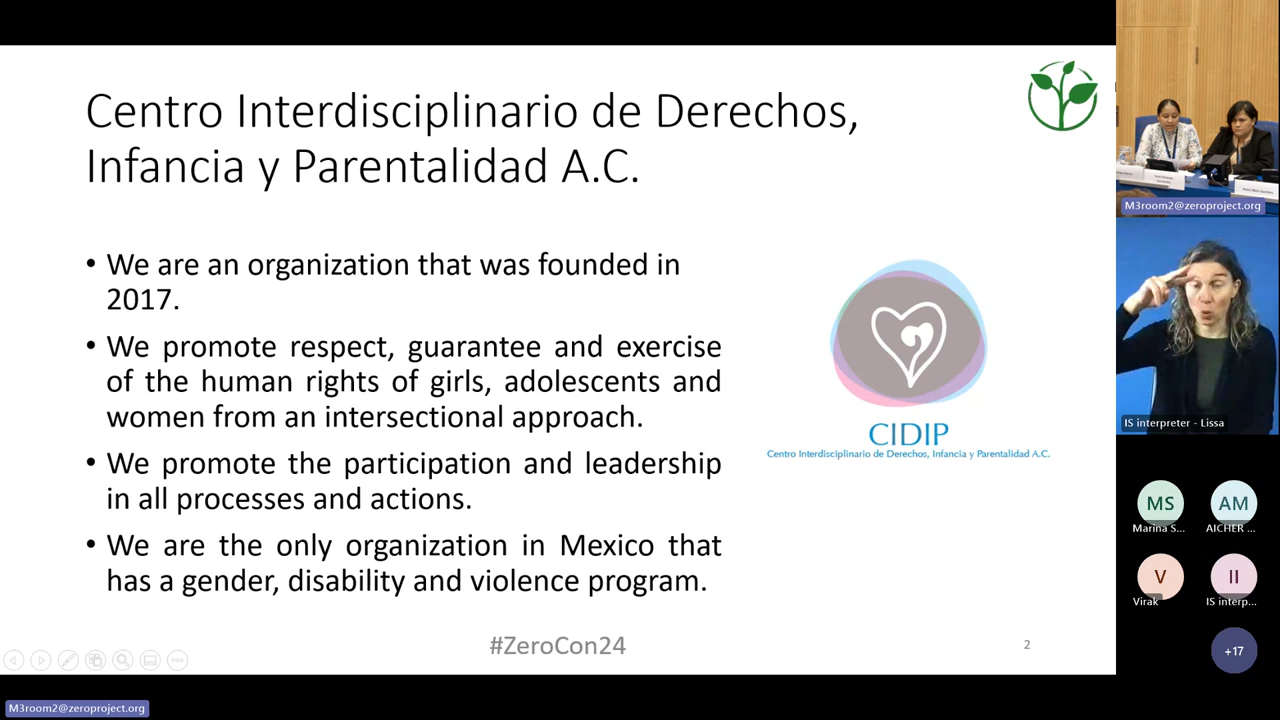 Centro Interdisciplinario de Derechos,
Infancia y Parentalidad A.C.
• We are an organization that was founded in
2017.
• We promote respect, guarantee and exercise
of the human rights of girls, adolescents and
women from an intersectional approach.
• We promote the participation and leadership
in all processes and actions.
• We are the only organization in Mexico that
has a gender, disability and violence program.
CIDIP
Centro Interdisciplinario de Derechos, Infancia y Parentalidad A.C.
#ZeroCon24
2
M3room2@zeroproject.org
M3room2@zeroproject.org
IS interpreter - Lissa
MS
Marina S...
AM
AICHER ...
V
Virak
II
IS interp...
+17